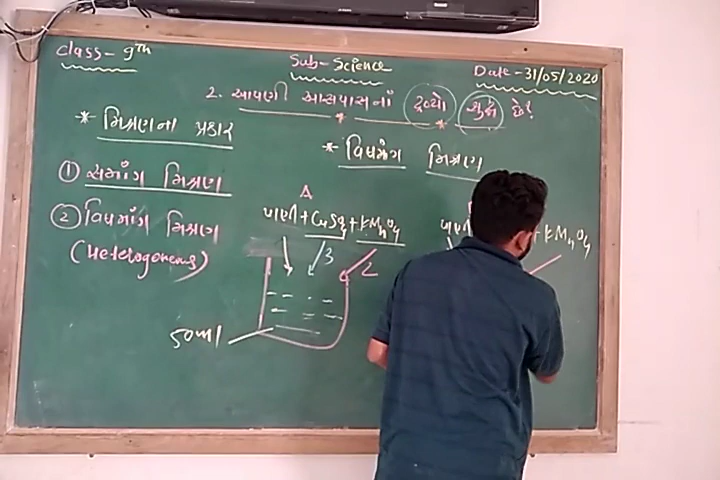 Class- 9th
Sub- Science
Date - 31/05/2020
2. આપણી આસપાસનાં દ્રવ્યો શુદ્ધ છે?
* મિશ્રણના પ્રકાર
* વિષમાંગ મિશ્રણ
① સમાંગ મિશ્રણ
② વિષમાંગ મિશ્રણ
(Heterogoneous)
A
પાણી + CuSO4 + KMnO4
પાણી + KMnO4
3
2
50ml